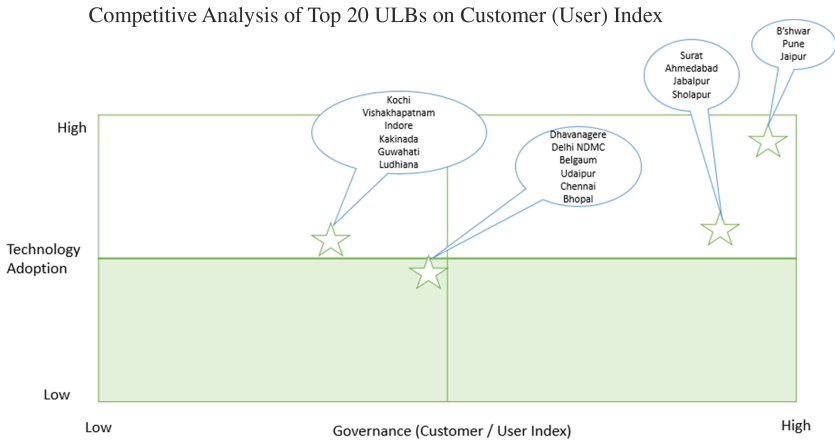 Competitive Analysis of Top 20 ULBs on Customer (User) Index
B'shwar
Pune
Jaipur
Surat
Ahmedabad
Jabalpur
Sholapur
Kochi
Vishakhapatnam
Indore
Kakinada
Guwahati
Ludhiana
Dhavanagere
Delhi NDMC
Belgaum
Udaipur
Chennai
Bhopal
High
Technology
Adoption
Low
Low
Governance (Customer / User Index)
High